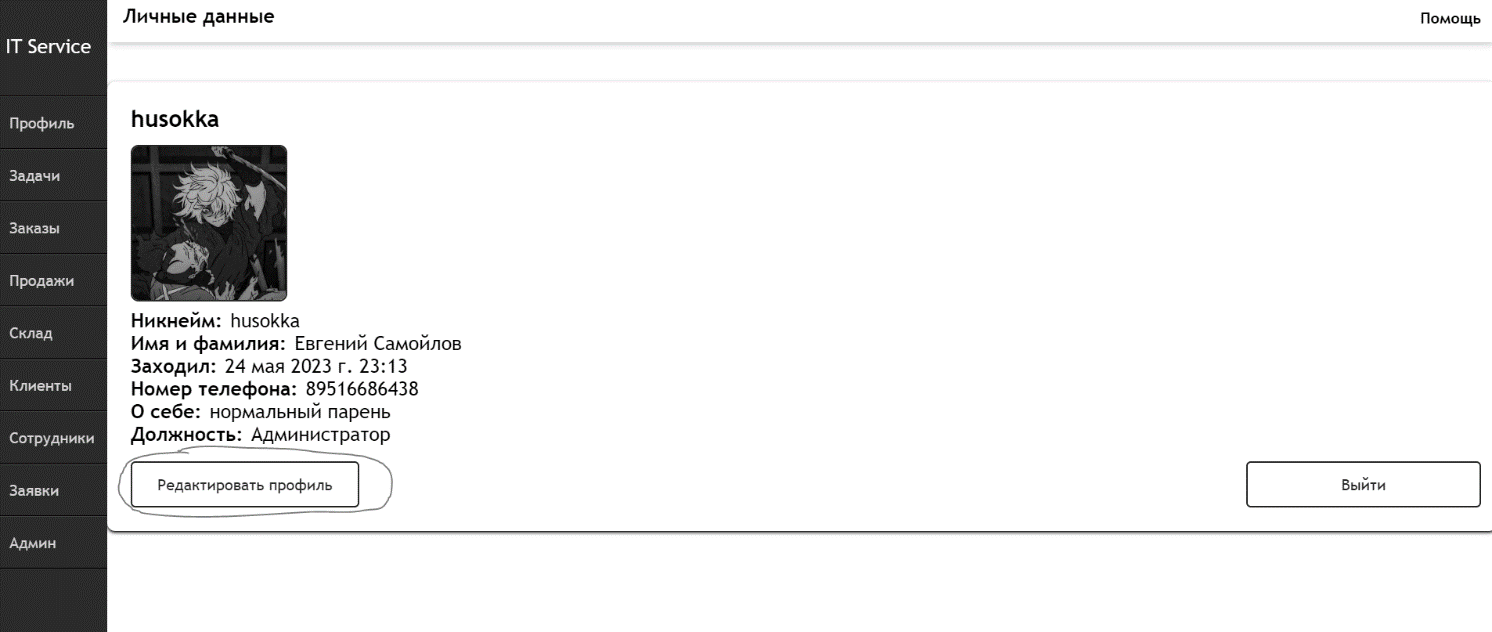 Личные данные
Помощь
IT Service
Профиль
Задачи
Заказы
Продажи
Склад
Клиенты
Сотрудники
Заявки
Админ
husokka
Никнейм: husokka
Имя и фамилия: Евгений Самойлов
Заходил: 24 мая 2023 г. 23:13
Номер телефона: 89516686438
О себе: нормальный парень
Должность: Администратор
Редактировать профиль
Выйти